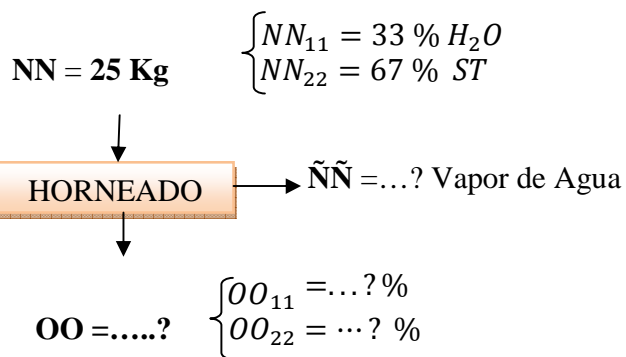 NN₁₁ = 33 % H₂O
NN = 25 Kg
NN₂₂ = 67 % ST
HORNEADO
ÑÑ =…? Vapor de Agua
OO₁₁ =…? %
OO =…..?
OO₂₂ = ⋯? %